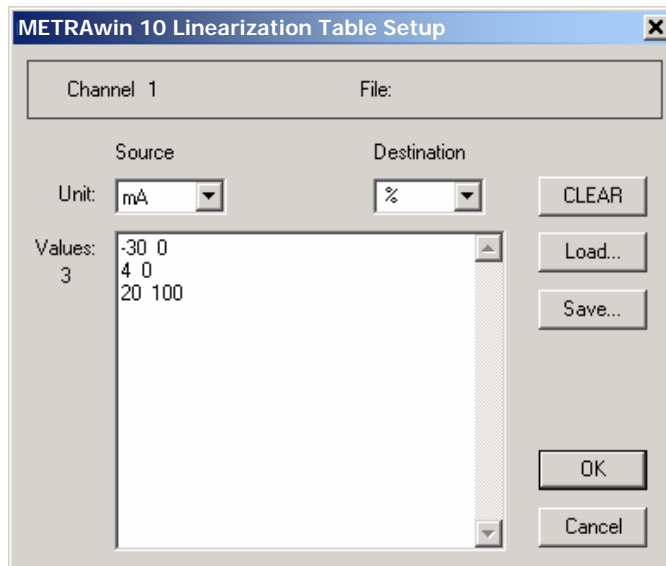 METRAwin 10 Linearization Table Setup
Channel 1 File:
Source Destination
Unit: mA % CLEAR
Values: -30 0 Load...
3 4 0
20 100 Save...
OK
Cancel